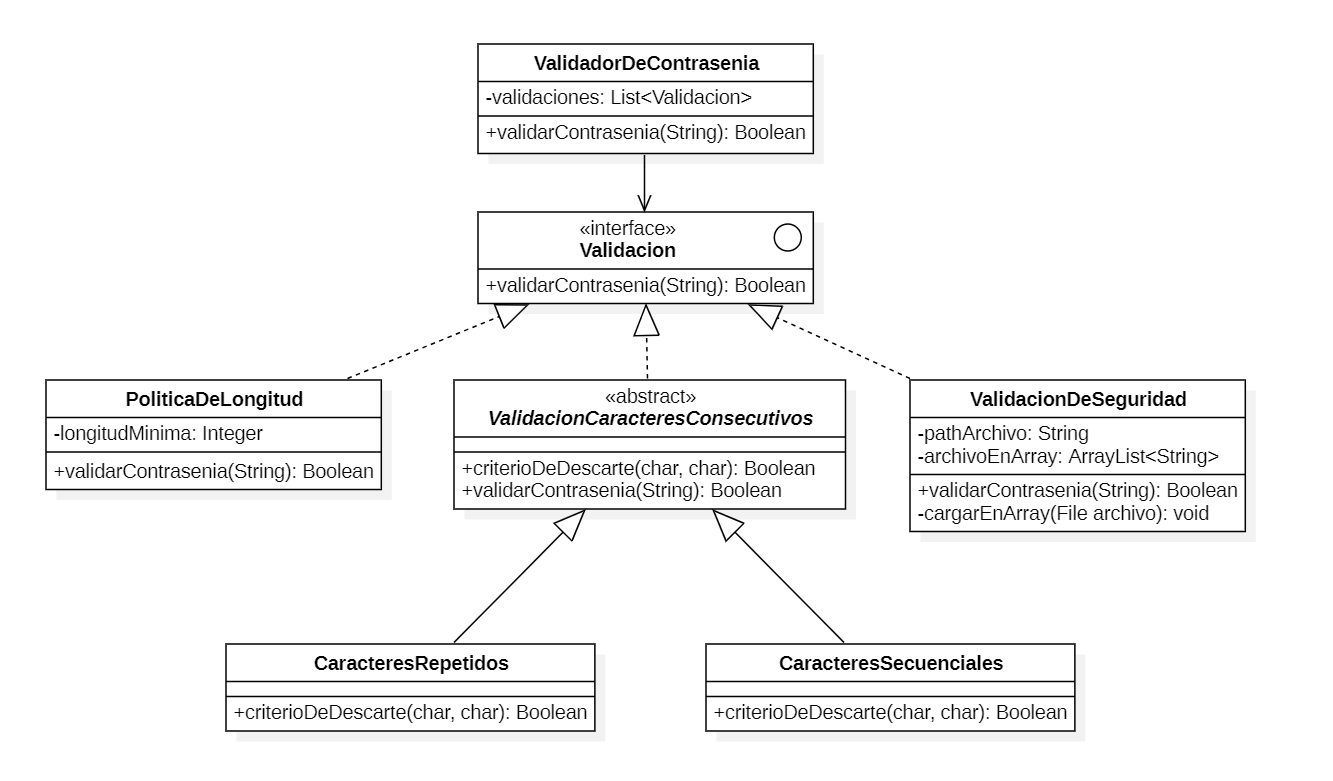 ValidadorDeContrasenia
-validaciones: List<Validacion>
+validarContrasenia(String): Boolean
«interface»
Validacion
+validarContrasenia(String): Boolean
PoliticaDeLongitud
-longitudMinima: Integer
+validarContrasenia(String): Boolean
«abstract»
ValidacionCaracteresConsecutivos
+criterioDeDescarte(char, char): Boolean
+validarContrasenia(String): Boolean
ValidacionDeSeguridad
-pathArchivo: String
-archivoEnArray: ArrayList<String>
+validarContrasenia(String): Boolean
-cargarEnArray(File archivo): void
CaracteresRepetidos
+criterioDeDescarte(char, char): Boolean
CaracteresSecuenciales
+criterioDeDescarte(char, char): Boolean